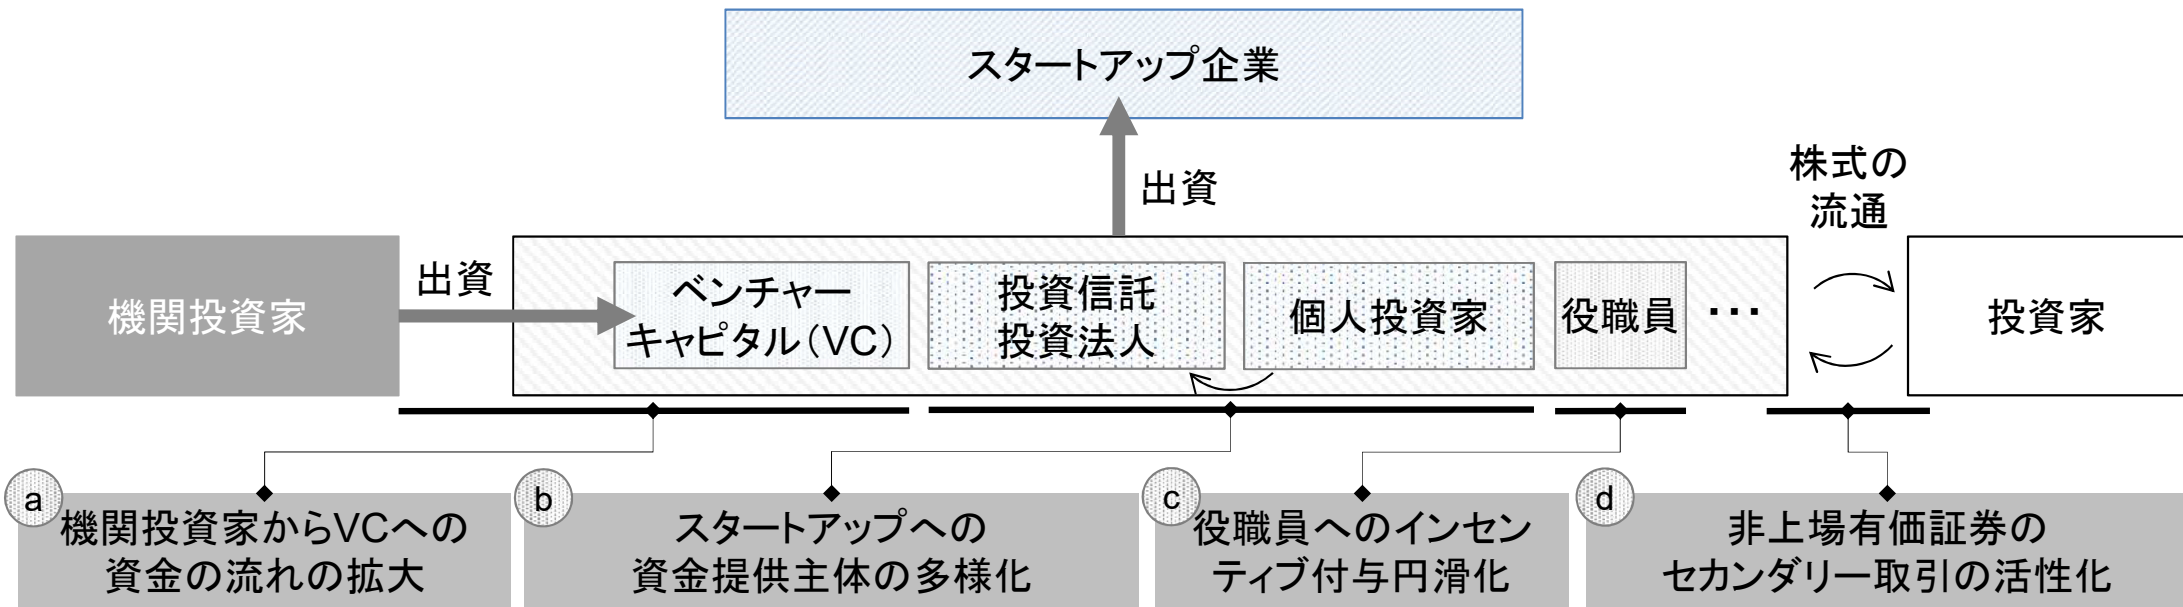 スタートアップ企業
出資
株式の
流通
機関投資家
出資
ベンチャー
キャピタル（VC）
投資信託
投資法人
個人投資家
役職員
･･･
投資家
a
機関投資家からVCへの
資金の流れの拡大
b
スタートアップへの
資金提供主体の多様化
c
役職員へのインセン
ティブ付与円滑化
d
非上場有価証券の
セカンダリー取引の活性化